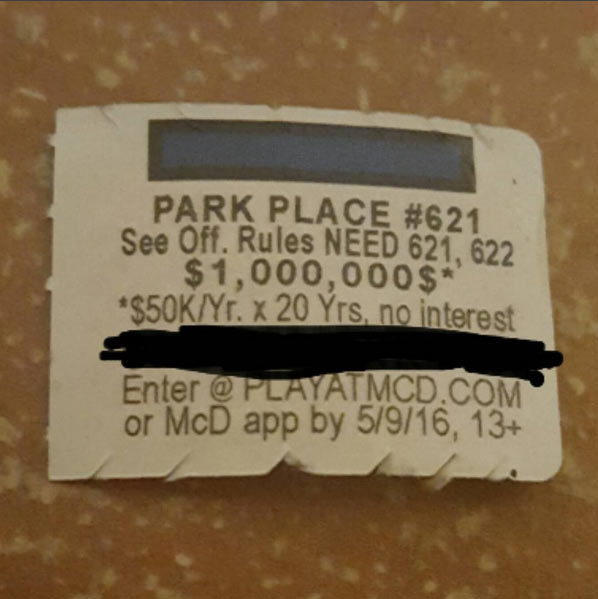 PARK PLACE #621
See Off. Rules NEED 621, 622
$1,000,000$*
*$50K/Yr. x 20 Yrs, no interest
Enter @ PLAYATMCD.COM
or McD app by 5/9/16, 13+